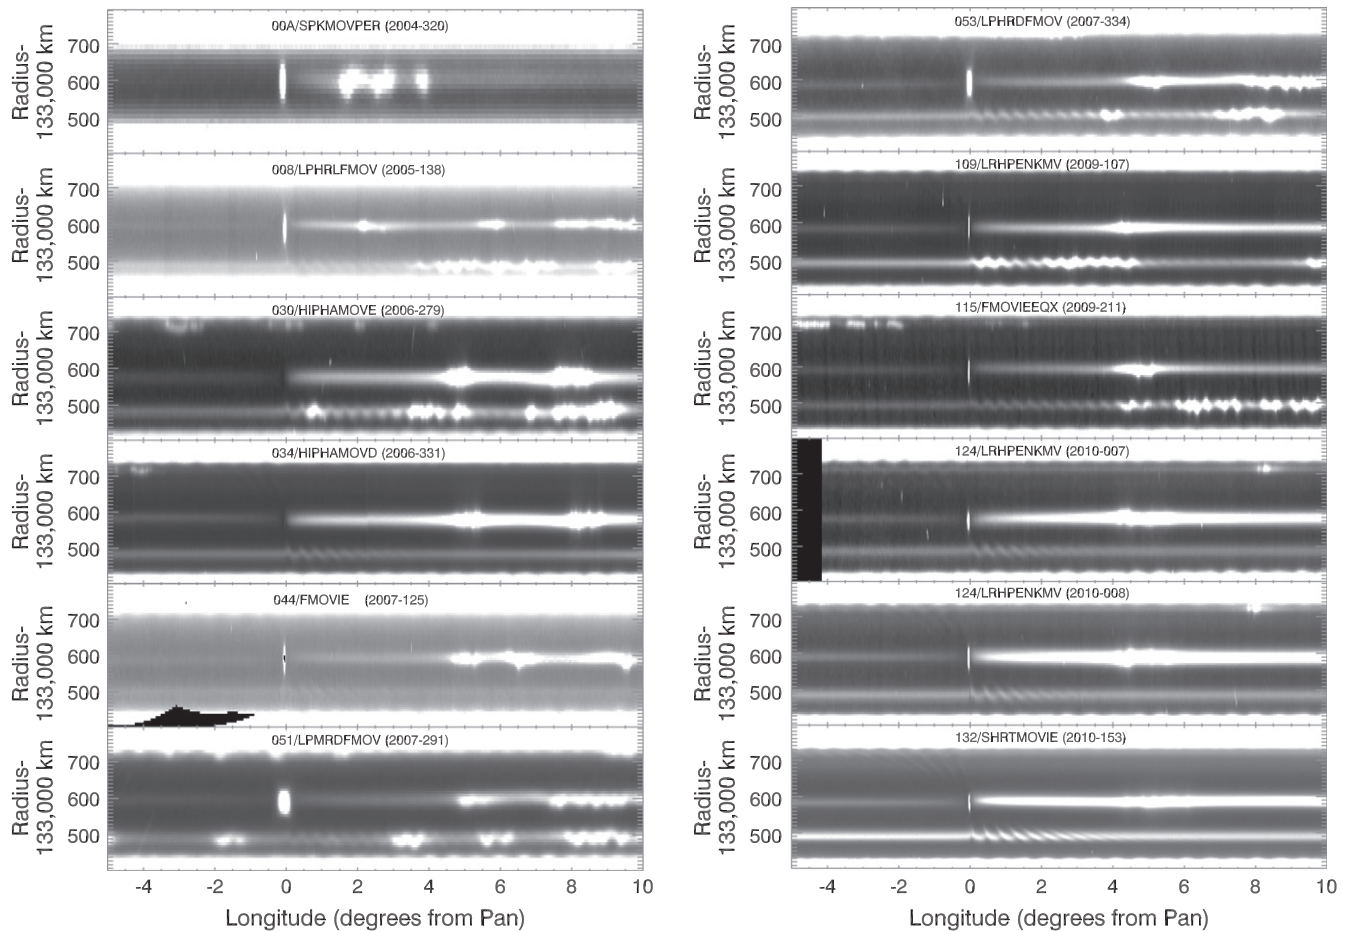 00A/SPKMOVPER (2004-320)
Radius-
133,000 km
700
600
500
008/LPHRLFMOV (2005-138)
Radius-
133,000 km
700
600
500
030/HIPHAMOVE (2006-279)
Radius-
133,000 km
700
600
500
034/HIPHAMOVD (2006-331)
Radius-
133,000 km
700
600
500
044/FMOVIE (2007-125)
Radius-
133,000 km
700
600
500
051/LPMRDFMOV (2007-291)
Radius-
133,000 km
700
600
500
-4 -2 0 2 4 6 8 10
Longitude (degrees from Pan)
053/LPHRDFMOV (2007-334)
Radius-
133,000 km
700
600
500
109/LRHPENKMV (2009-107)
Radius-
133,000 km
700
600
500
115/FMOVIEEQX (2009-211)
Radius-
133,000 km
700
600
500
124/LRHPENKMV (2010-007)
Radius-
133,000 km
700
600
500
124/LRHPENKMV (2010-008)
Radius-
133,000 km
700
600
500
132/SHRTMOVIE (2010-153)
Radius-
133,000 km
700
600
500
-4 -2 0 2 4 6 8 10
Longitude (degrees from Pan)